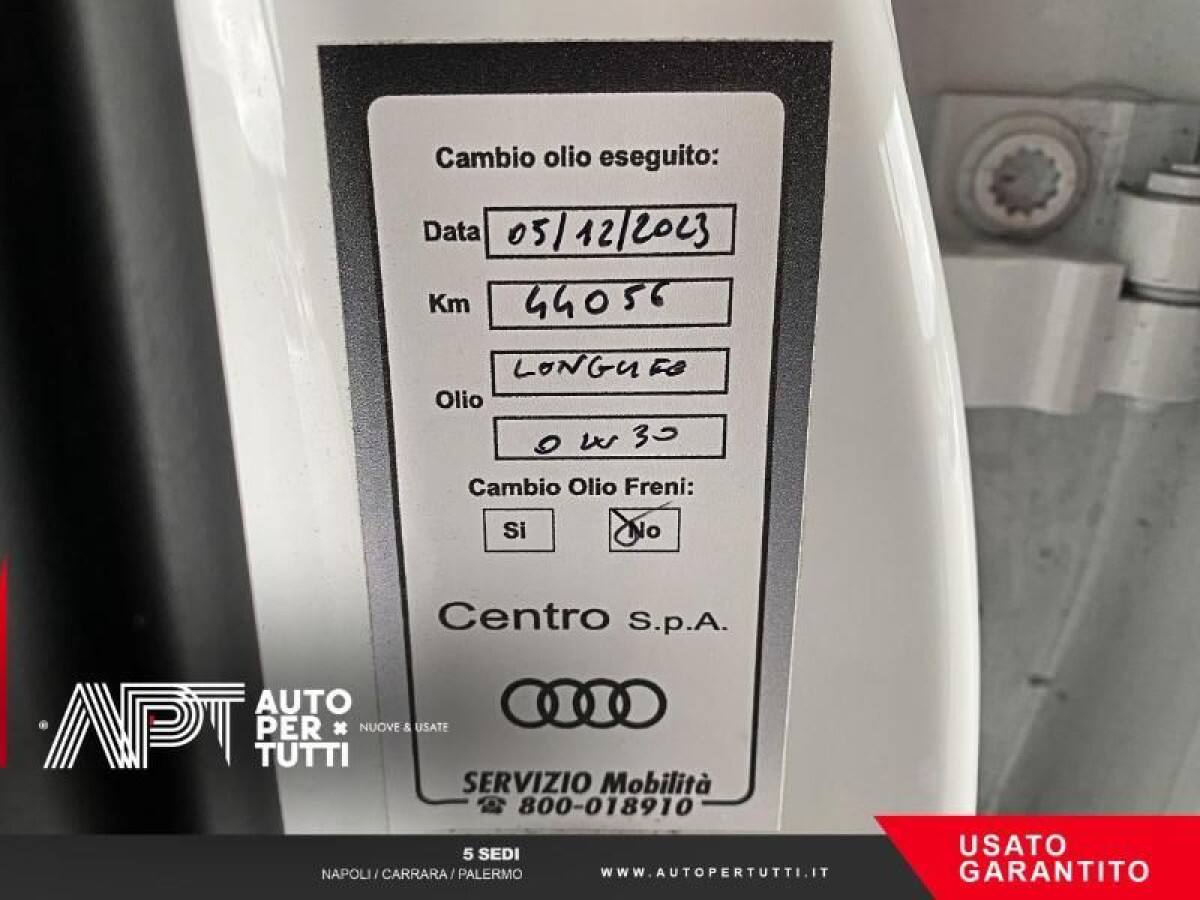 Cambio olio eseguito:
Data 05/12/2023
Km 44056
LONGLIFE
Olio
0W30
Cambio Olio Freni:
Si No
Centro S.p.A.
SERVIZIO Mobilità
☎ 800-018910
® APT AUTO PER TUTTI NUOVE & USATE
5 SEDI
NAPOLI / CARRARA / PALERMO
WWW.AUTOPERTUTTI.IT
USATO
GARANTITO